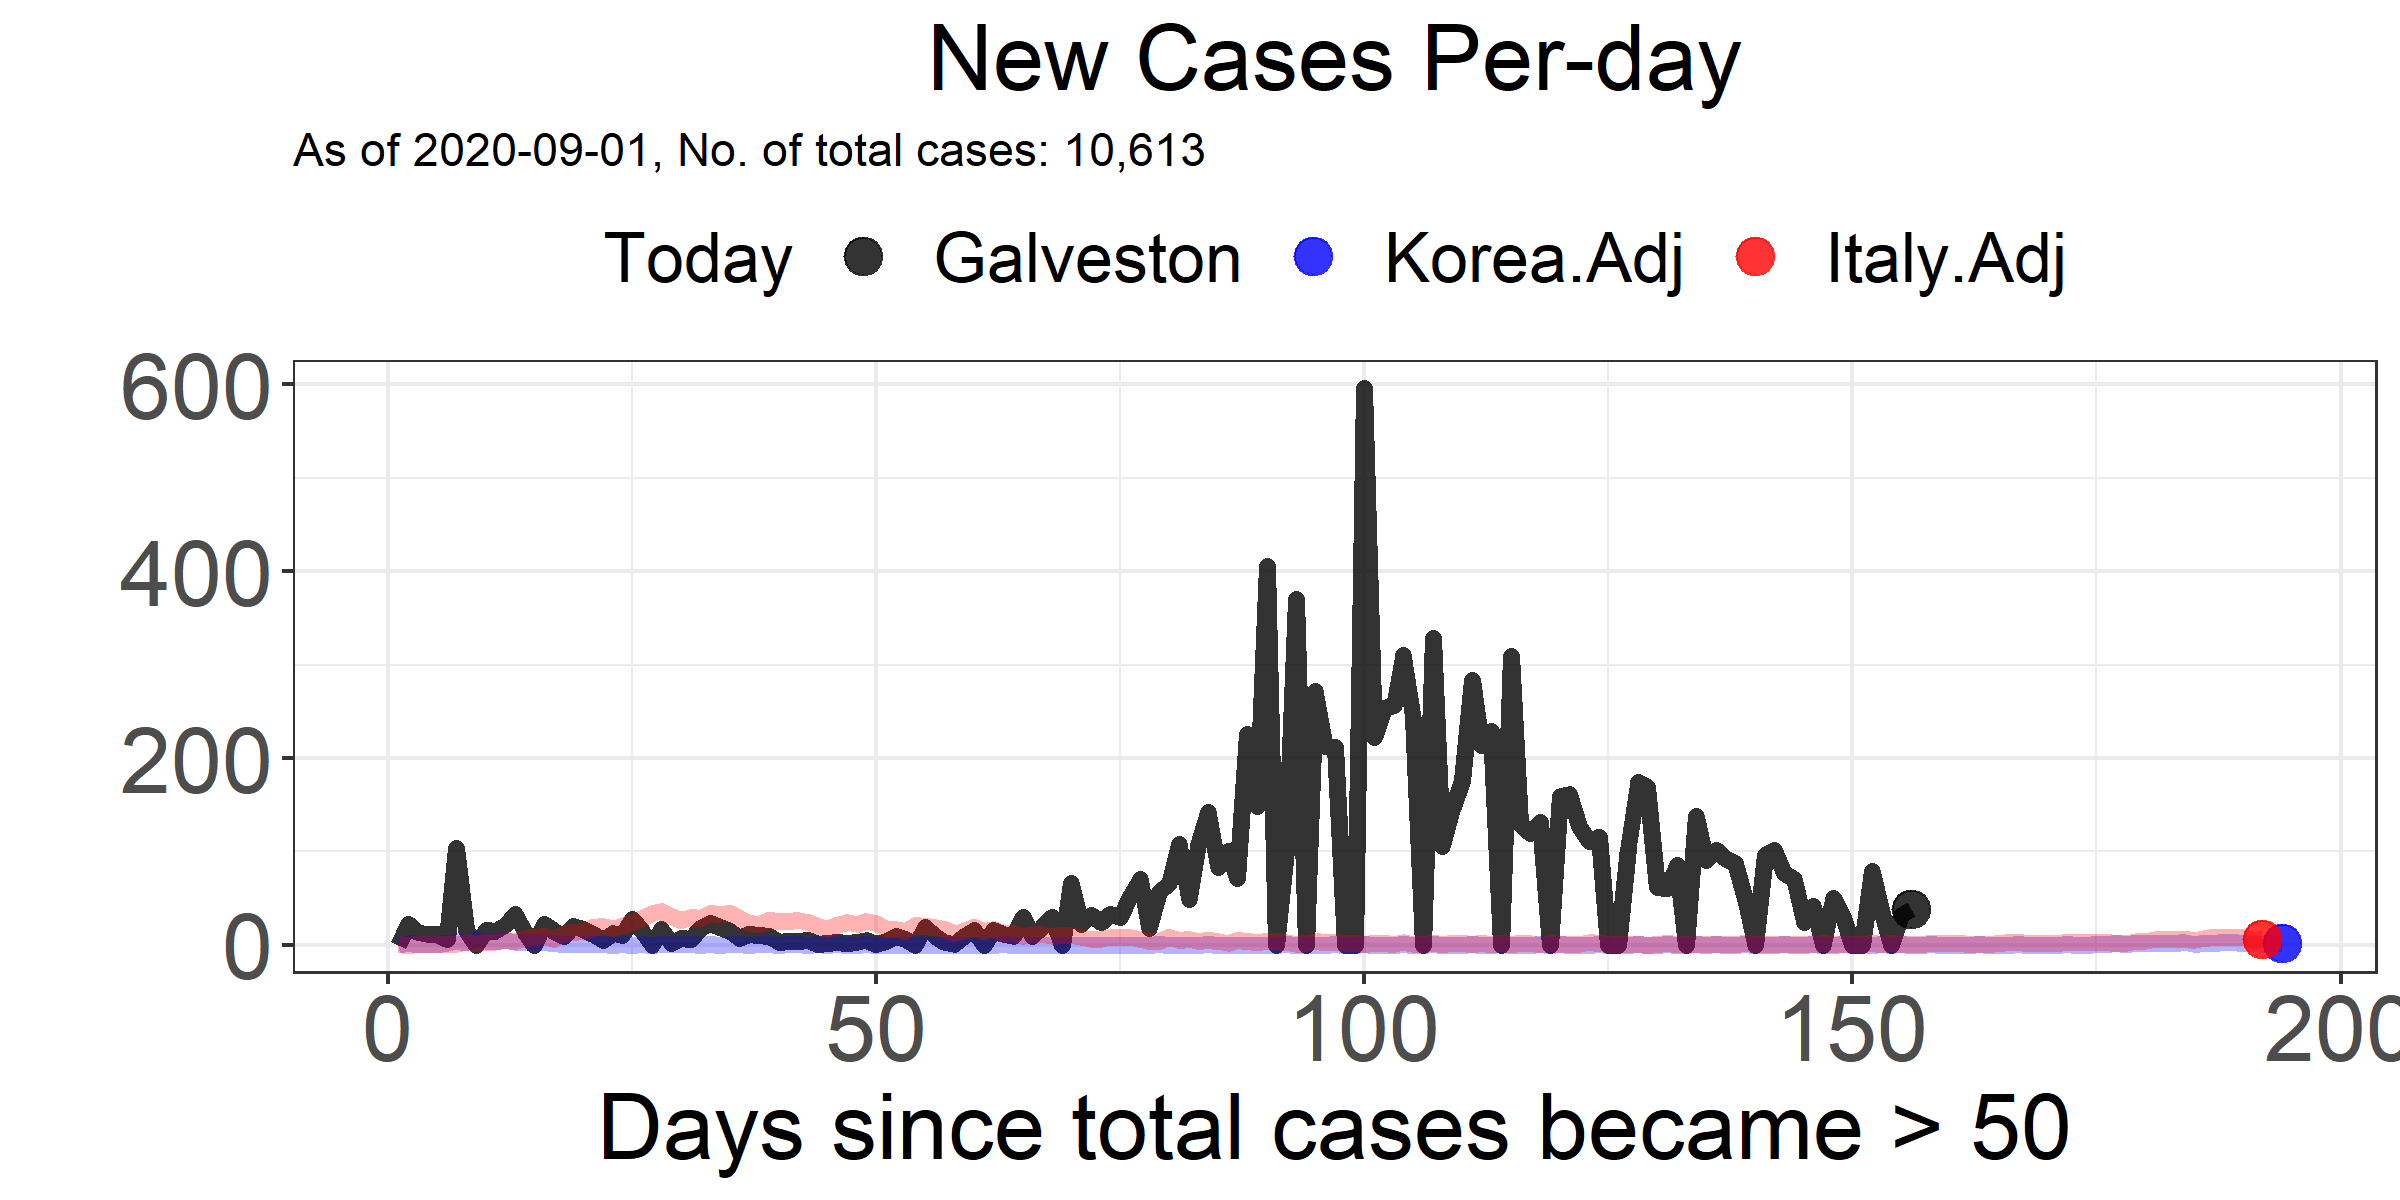 New Cases Per-day
As of 2020-09-01, No. of total cases: 10,613
Today Galveston Korea.Adj Italy.Adj
600
400
200
0
0 50 100 150 200
Days since total cases became > 50